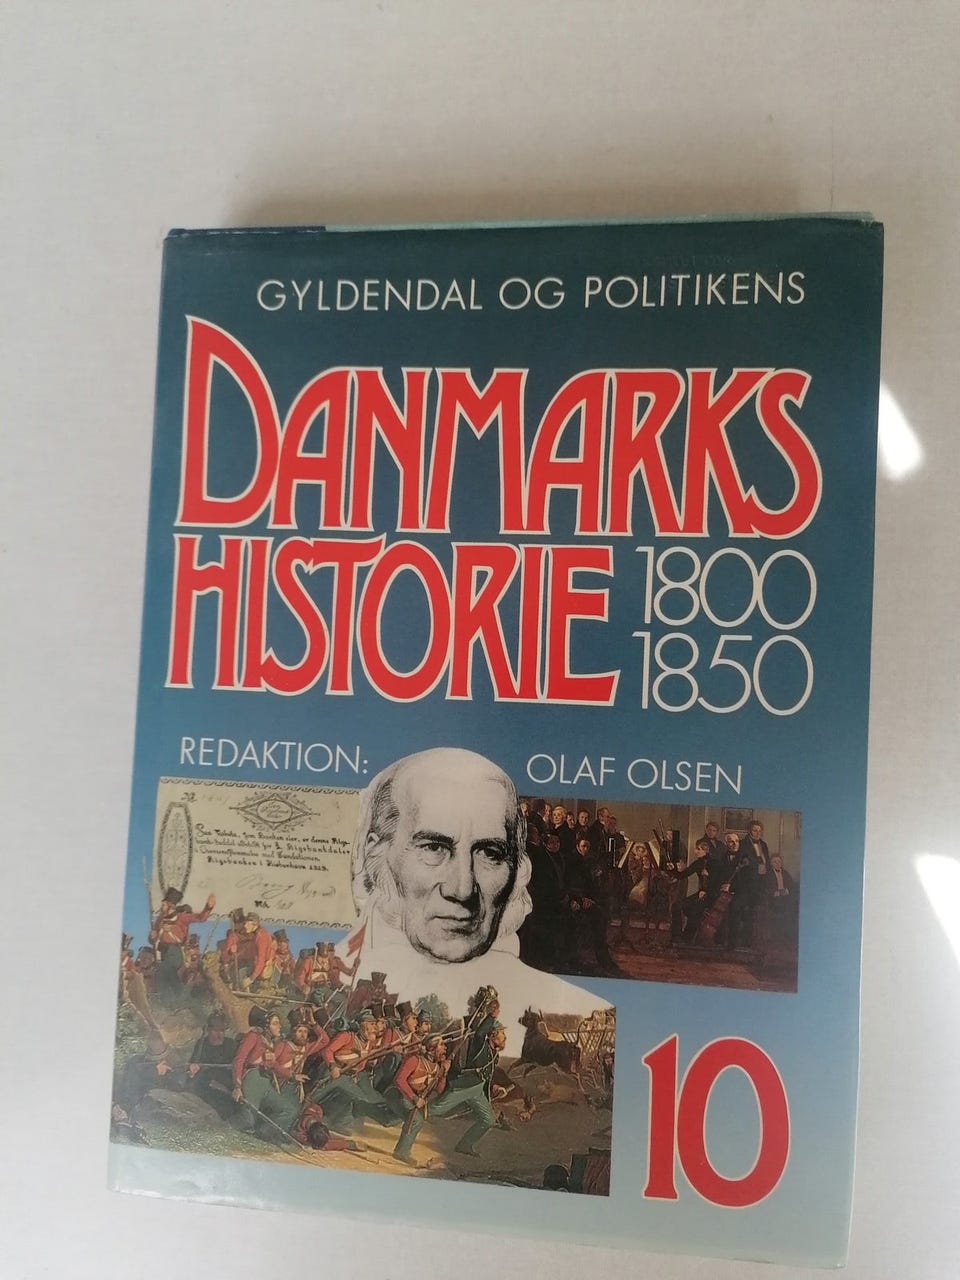 GYLDENDAL OG POLITIKENS
DANMARKS
HISTORIE
1800
1850
REDAKTION: OLAF OLSEN
10